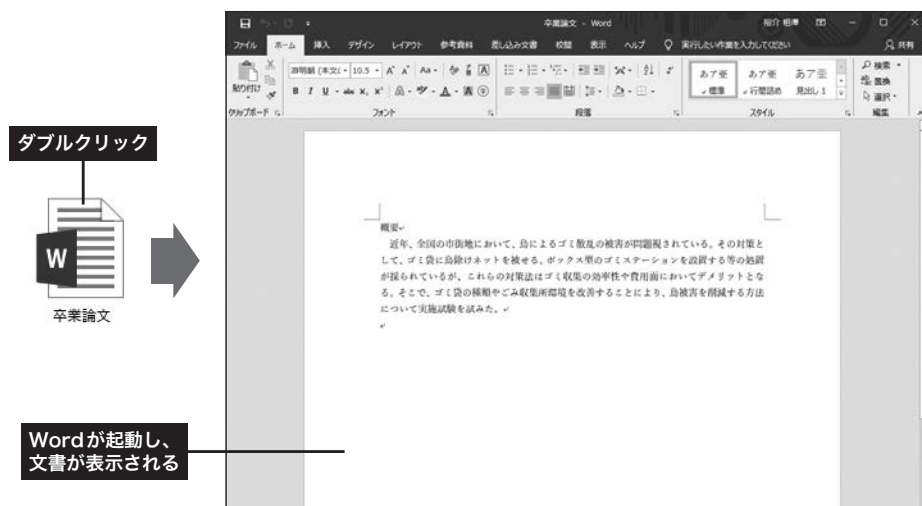 卒業論文 - Word
ファイル ホーム 挿入 デザイン レイアウト 参考資料 差し込み文書 校閲 表示 ヘルプ 実行したい作業を入力してください 共有
游明朝 (本文( 10.5 A A Aa A
貼り付け B I U abc X₂ X² A A A
あア亜 あア亜 あア亜
標準 行間詰め 見出し 1
検索
置換
選択
クリップボード フォント 段落 スタイル 編集
ダブルクリック
W
卒業論文
概要
近年、全国の市街地において、鳥によるゴミ散乱の被害が問題視されている。その対策と
して、ゴミ袋に鳥除けネットを被せる、ボックス型のゴミステーションを設置する等の処置
が採られているが、これらの対策法はゴミ収集の効率性や費用面においてデメリットとな
る。そこで、ゴミ袋の種類やごみ収集所環境を改善することにより、鳥被害を削減する方法
について実施試験を試みた。
Wordが起動し、
文書が表示される